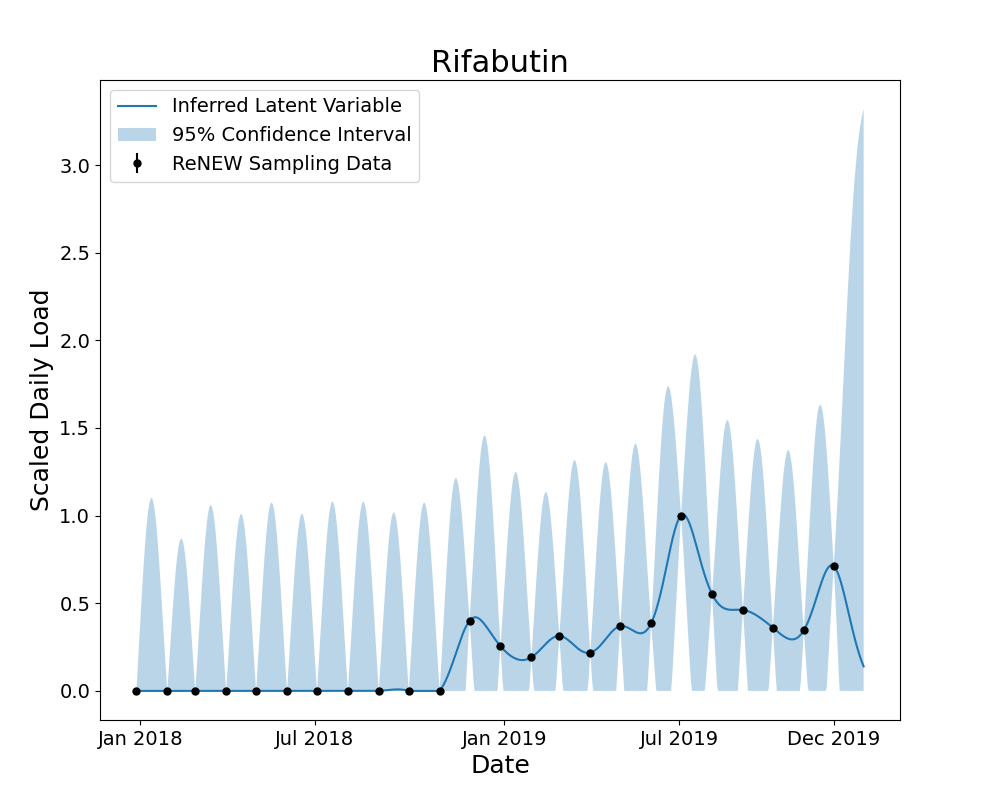 Rifabutin
Inferred Latent Variable
95% Confidence Interval
ReNEW Sampling Data
Scaled Daily Load
3.0
2.5
2.0
1.5
1.0
0.5
0.0
Jan 2018
Jul 2018
Jan 2019
Jul 2019
Dec 2019
Date